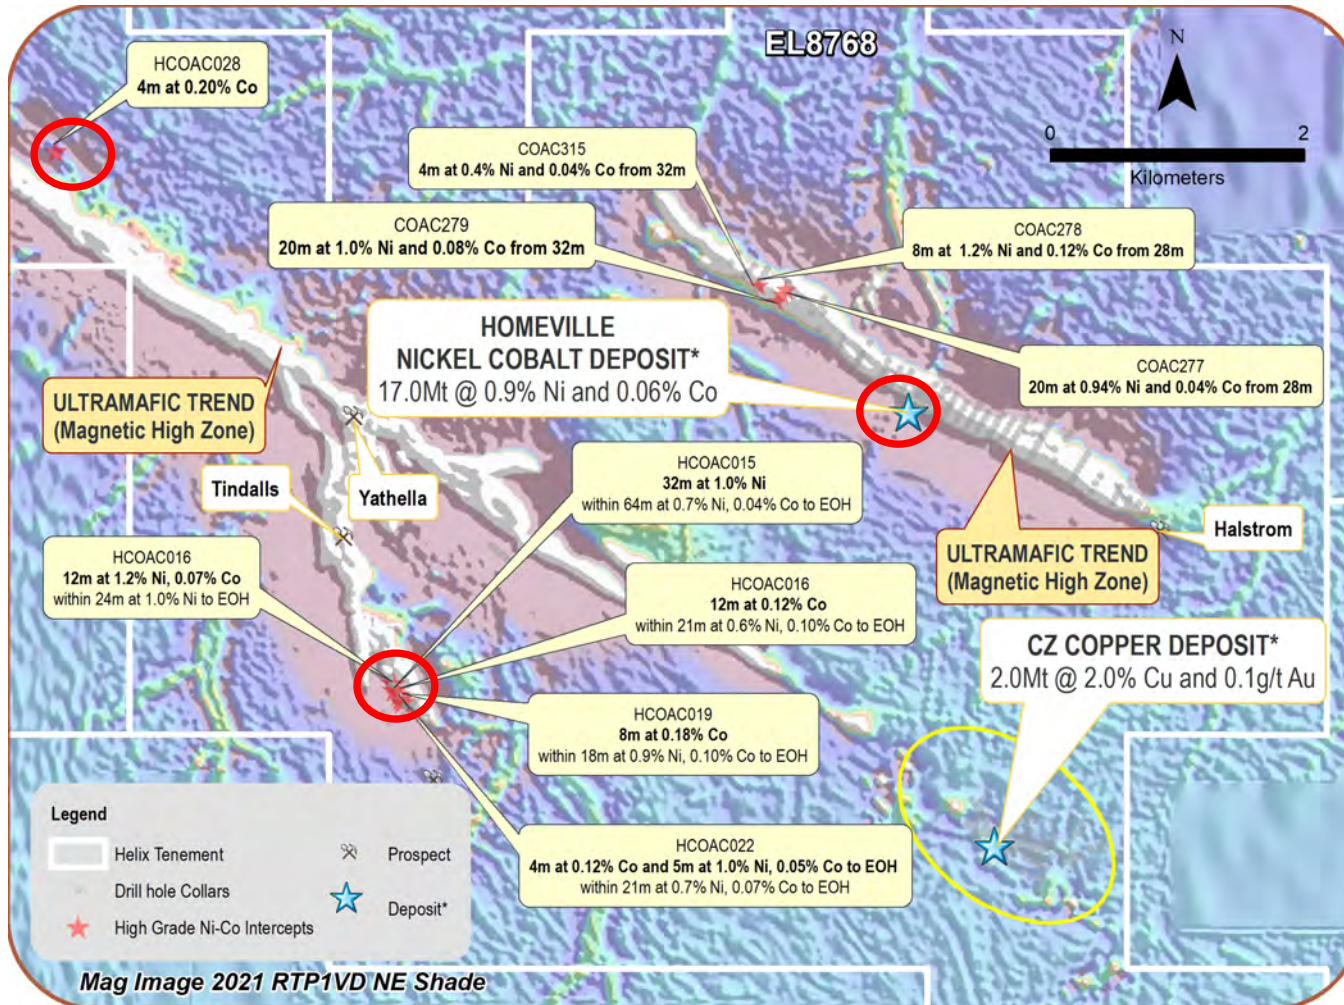 EL8768
N
HCOAC028
4m at 0.20% Co
0 2
Kilometers
COAC315
4m at 0.4% Ni and 0.04% Co from 32m
COAC279
20m at 1.0% Ni and 0.08% Co from 32m
COAC278
8m at 1.2% Ni and 0.12% Co from 28m
HOMEVILLE
NICKEL COBALT DEPOSIT*
17.0Mt @ 0.9% Ni and 0.06% Co
COAC277
20m at 0.94% Ni and 0.04% Co from 28m
ULTRAMAFIC TREND
(Magnetic High Zone)
Tindalls
Yathella
HCOAC015
32m at 1.0% Ni
within 64m at 0.7% Ni, 0.04% Co to EOH
Halstrom
ULTRAMAFIC TREND
(Magnetic High Zone)
HCOAC016
12m at 1.2% Ni, 0.07% Co
within 24m at 1.0% Ni to EOH
HCOAC016
12m at 0.12% Co
within 21m at 0.6% Ni, 0.10% Co to EOH
CZ COPPER DEPOSIT*
2.0Mt @ 2.0% Cu and 0.1g/t Au
HCOAC019
8m at 0.18% Co
within 18m at 0.9% Ni, 0.10% Co to EOH
HCOAC022
4m at 0.12% Co and 5m at 1.0% Ni, 0.05% Co to EOH
within 21m at 0.7% Ni, 0.07% Co to EOH
Legend
Helix Tenement
Prospect
Drill hole Collars
Deposit*
High Grade Ni-Co Intercepts
Mag Image 2021 RTP1VD NE Shade